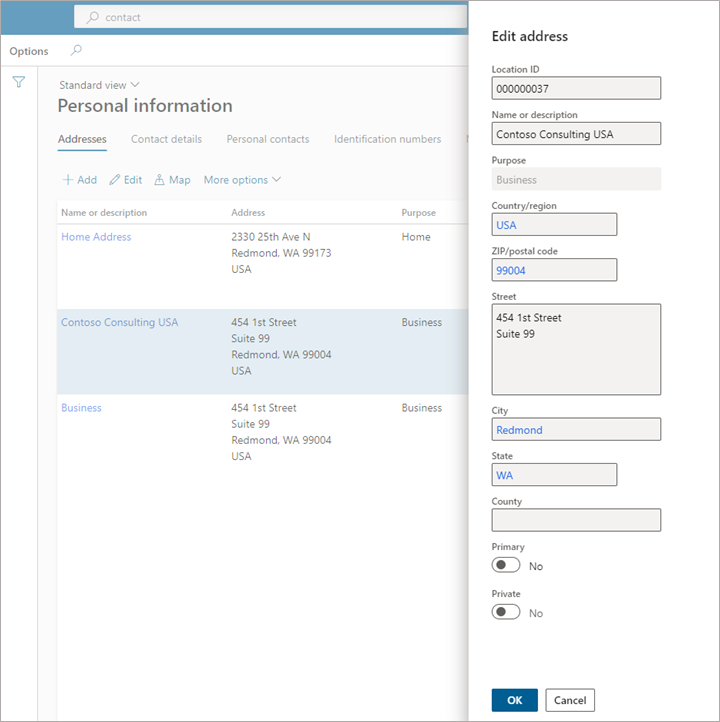 contact
Options
Standard view
Personal information
Addresses Contact details Personal contacts Identification numbers
Add Edit Map More options
Name or description Address Purpose
Home Address 2330 25th Ave N Home
Redmond, WA 99173
USA
Contoso Consulting USA 454 1st Street Business
Suite 99
Redmond, WA 99004
USA
Business 454 1st Street Business
Suite 99
Redmond, WA 99004
USA
Edit address
Location ID
000000037
Name or description
Contoso Consulting USA
Purpose
Business
Country/region
USA
ZIP/postal code
99004
Street
454 1st Street
Suite 99
City
Redmond
State
WA
County
Primary
No
Private
No
OK Cancel